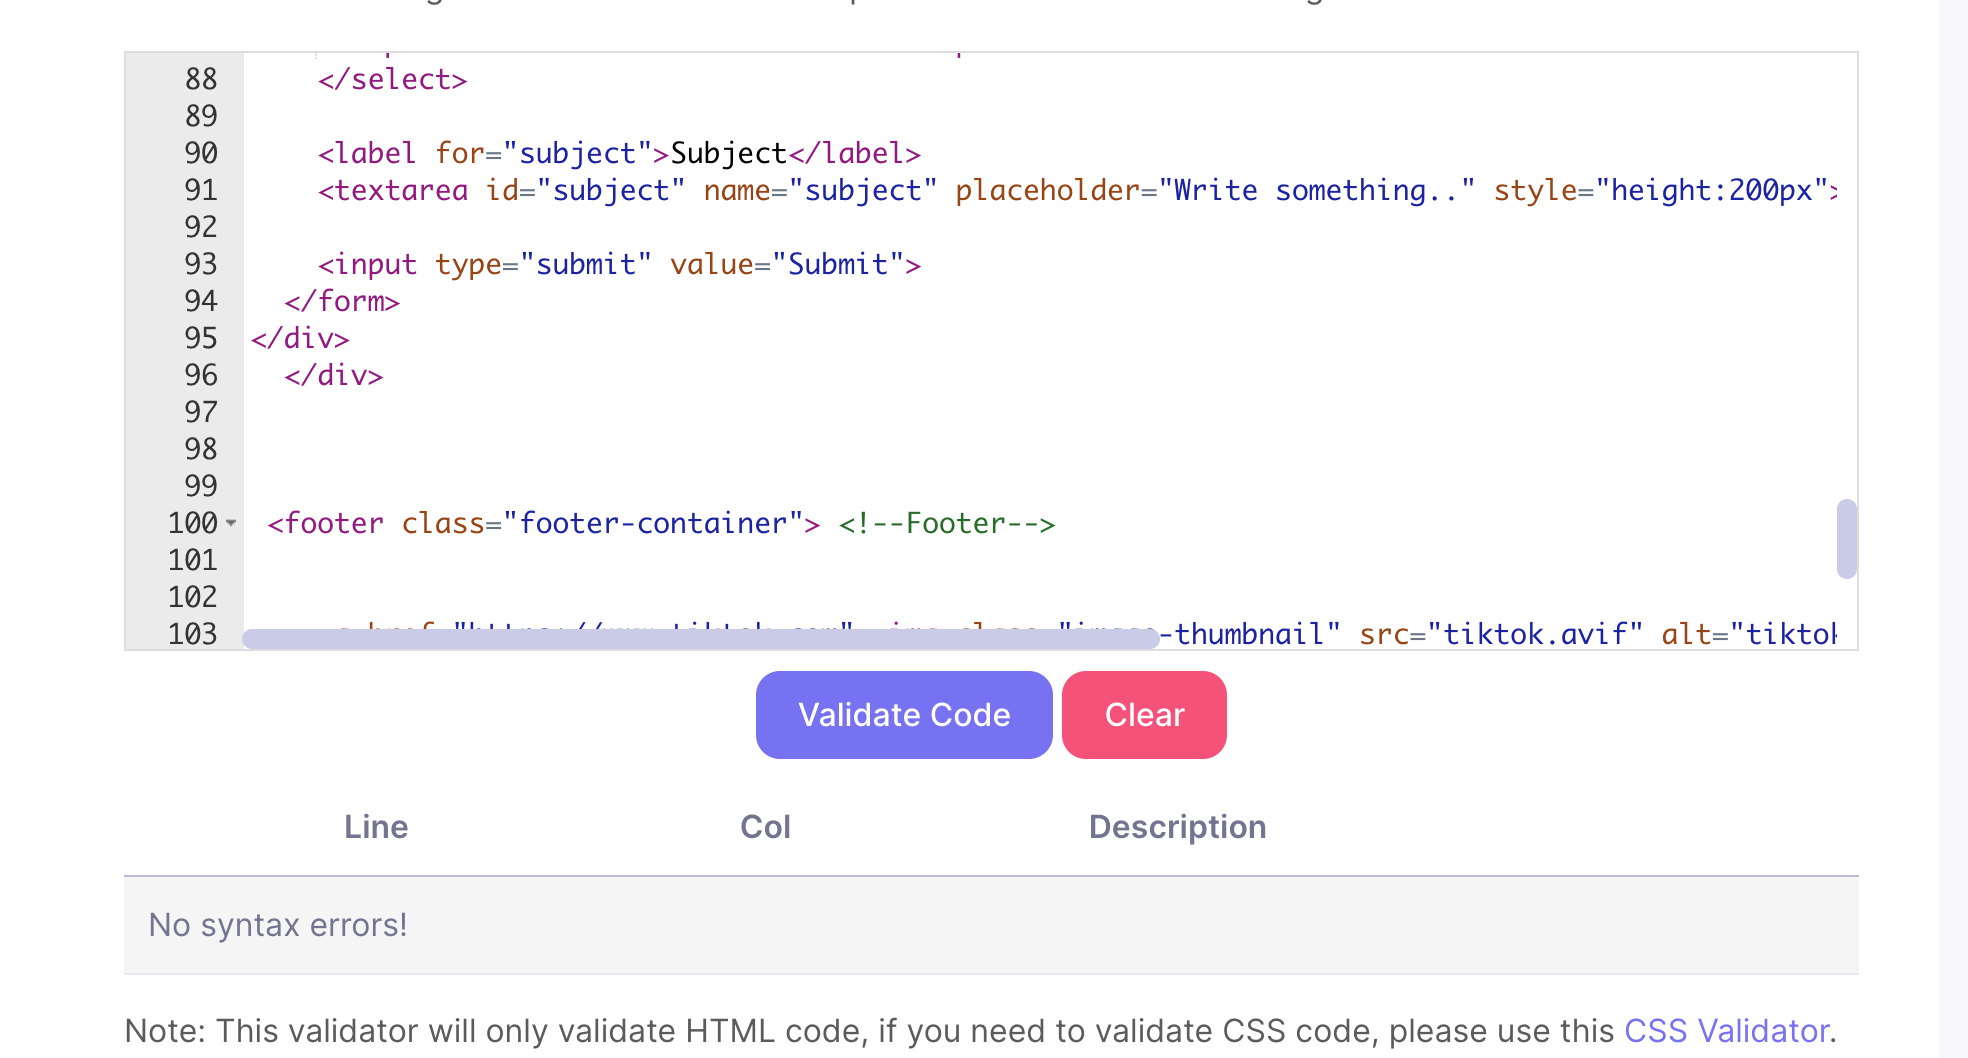 88 </select>
89
90 <label for="subject">Subject</label>
91 <textarea id="subject" name="subject" placeholder="Write something.." style="height:200px">
92
93 <input type="submit" value="Submit">
94 </form>
95 </div>
96 </div>
97
98
99
100 <footer class="footer-container"> <!--Footer-->
101
102
103 -thumbnail" src="tiktok.avif" alt="tiktok
Validate Code Clear
Line Col Description
No syntax errors!
Note: This validator will only validate HTML code, if you need to validate CSS code, please use this CSS Validator.